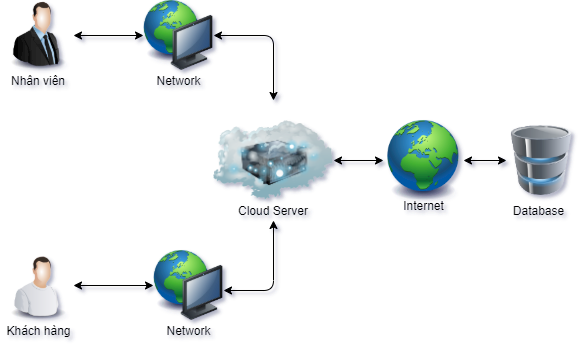 Nhân viên
Network
Cloud Server
Internet
Database
Khách hàng
Network